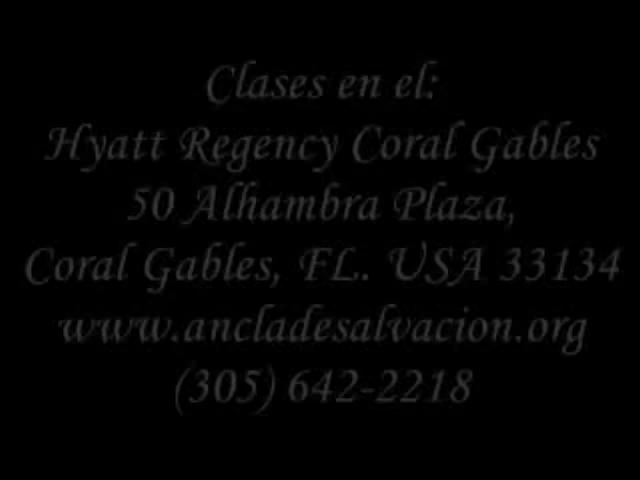 Clases en el:
Hyatt Regency Coral Gables
50 Alhambra Plaza,
Coral Gables, FL. USA 33134
www.ancladesalvacion.org
(305) 642-2218